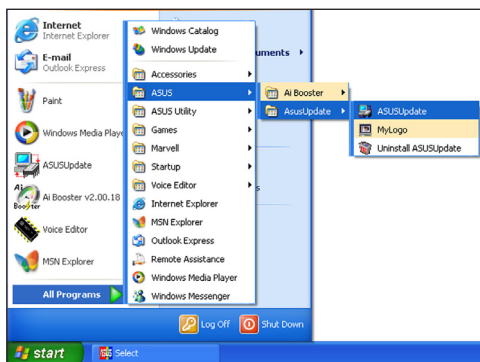 Internet
Internet Explorer
E-mail
Outlook Express
Paint
Windows Media Playe
ASUSUpdate
Ai Booster v2.00.18
Voice Editor
MSN Explorer
All Programs
Windows Catalog
Windows Update
Accessories
ASUS
ASUS Utility
Games
Marvell
Startup
Voice Editor
Internet Explorer
MSN Explorer
Outlook Express
Remote Assistance
Windows Media Player
Windows Messenger
uments
s
Ai Booster
AsusUpdate
ASUSUpdate
MyLogo
Uninstall ASUSUpdate
Log Off
Shut Down
start
Select